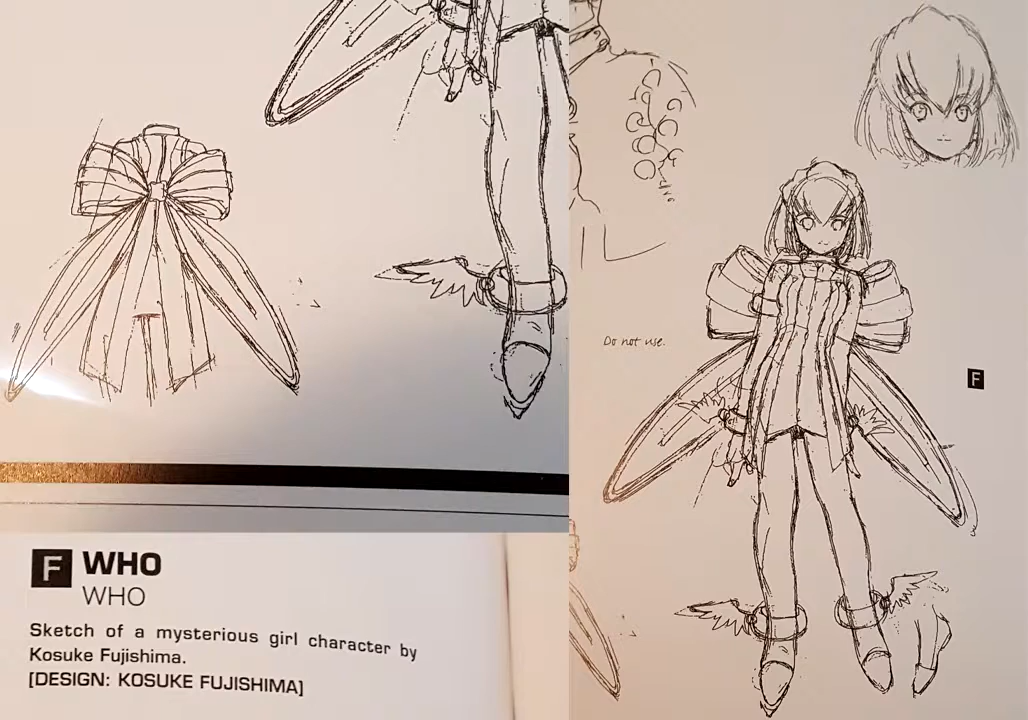 F WHO
WHO
Sketch of a mysterious girl character by
Kosuke Fujishima.
[DESIGN: KOSUKE FUJISHIMA]
Do not use.
F